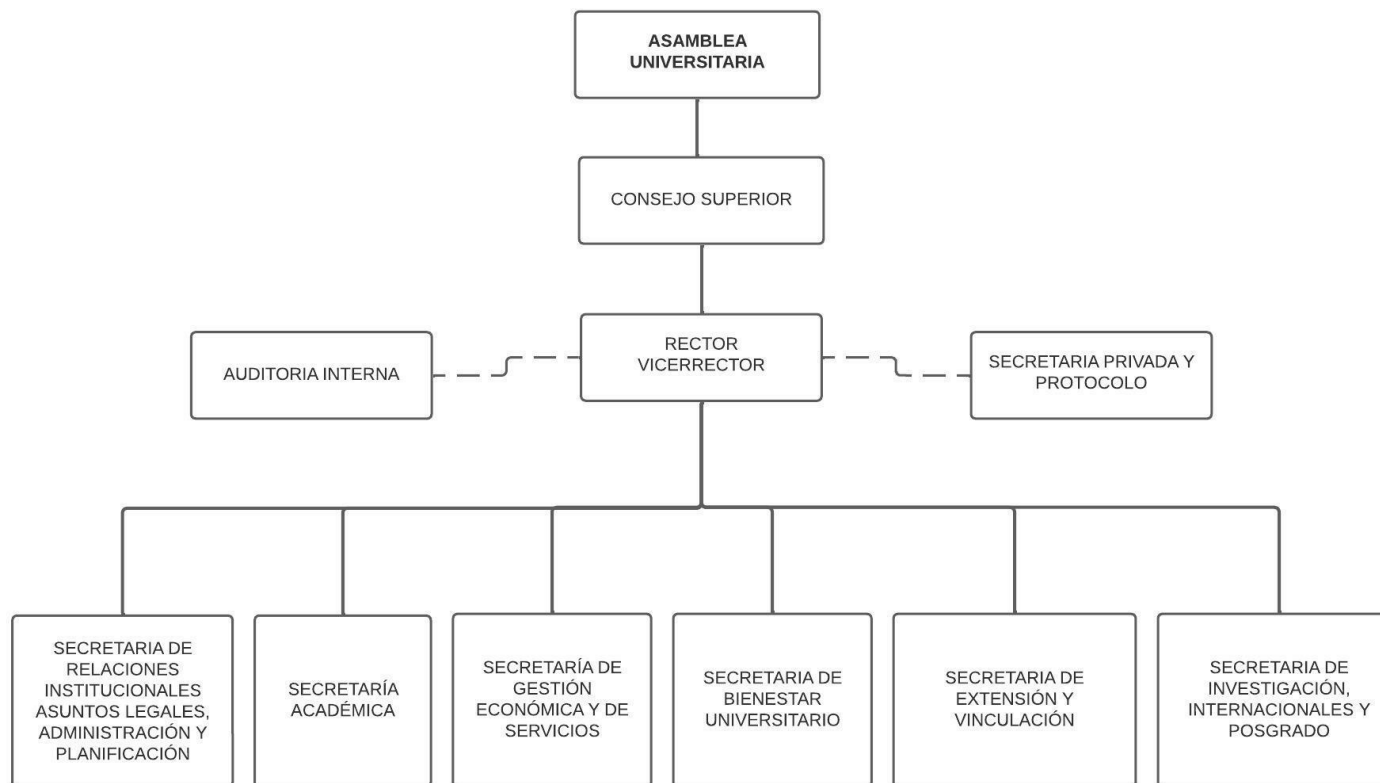 ASAMBLEA
UNIVERSITARIA
CONSEJO SUPERIOR
RECTOR
VICERRECTOR
AUDITORIA INTERNA
SECRETARIA PRIVADA Y
PROTOCOLO
SECRETARIA DE
RELACIONES
INSTITUCIONALES
ASUNTOS LEGALES,
ADMINISTRACIÓN Y
PLANIFICACIÓN
SECRETARÍA
ACADÉMICA
SECRETARÍA DE
GESTIÓN
ECONÓMICA Y DE
SERVICIOS
SECRETARIA DE
BIENESTAR
UNIVERSITARIO
SECRETARIA DE
EXTENSIÓN Y
VINCULACIÓN
SECRETARIA DE
INVESTIGACIÓN,
INTERNACIONALES Y
POSGRADO